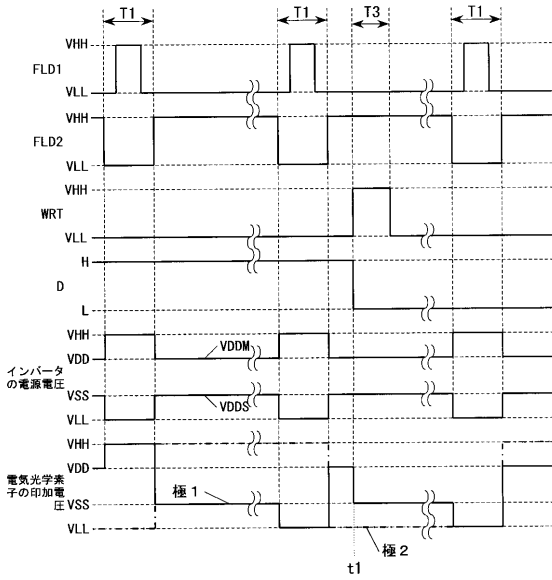 T1 T1 T3 T1
VHH
FLD1
VLL
VHH
FLD2
VLL
VHH
WRT
VLL
H
D
L
VHH
VDDM
VDD
インバータ
の電源電圧
VSS
VDDS
VLL
VHH
VDD
電気光学素
子の印加電
圧
VSS
極1
VLL
極2
t1